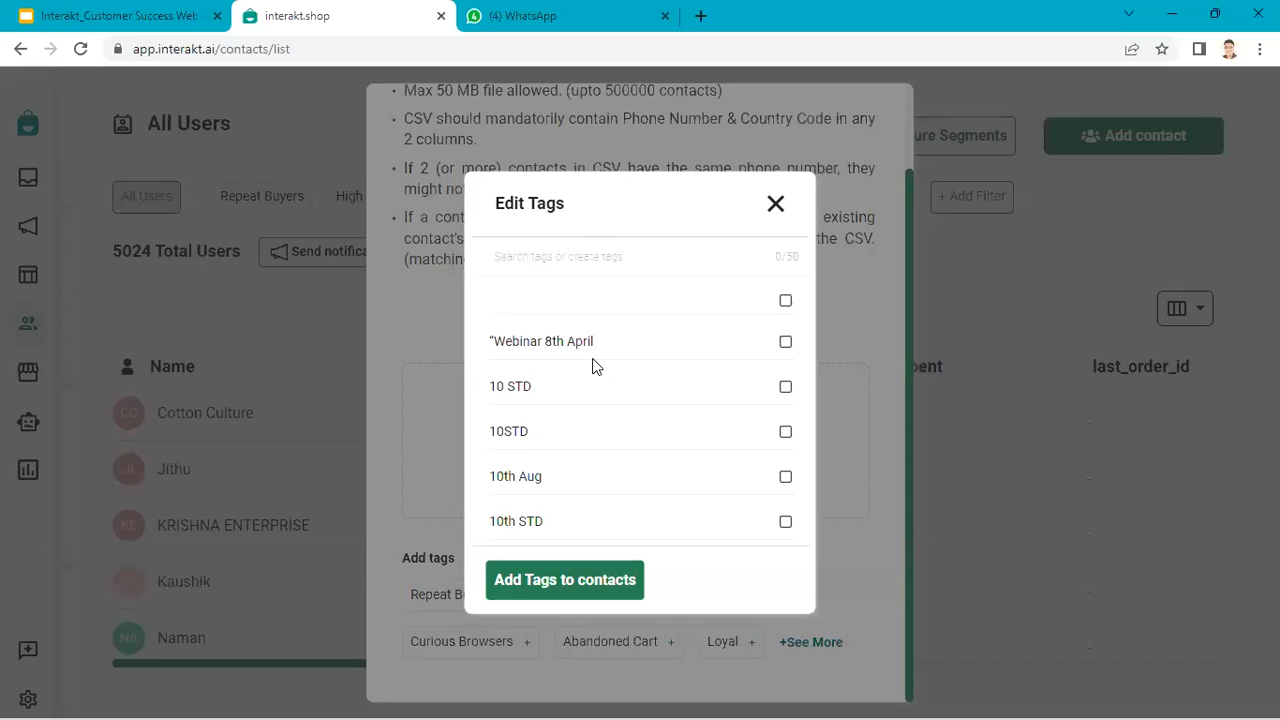 Interakt_Customer Success Web
interakt.shop
(4) WhatsApp
app.interakt.ai/contacts/list
Max 50 MB file allowed. (upto 500000 contacts)
CSV should mandatorily contain Phone Number & Country Code in any
2 columns.
If 2 (or more) contacts in CSV have the same phone number, they
might no
If a cont
existing
contact's
the CSV.
(matchin
All Users
ure Segments
Add contact
All Users
Repeat Buyers
High
+ Add Filter
5024 Total Users
Send notifica
Edit Tags
Search tags or create tags
0/50
"Webinar 8th April
10 STD
10STD
10th Aug
10th STD
Add Tags to contacts
Name
ent
last_order_id
CO
Cotton Culture
-
JI
Jithu
-
KE
KRISHNA ENTERPRISE
-
Kaushik
-
NA
Naman
-
Add tags
Repeat B
Curious Browsers +
Abandoned Cart +
Loyal +
+See More